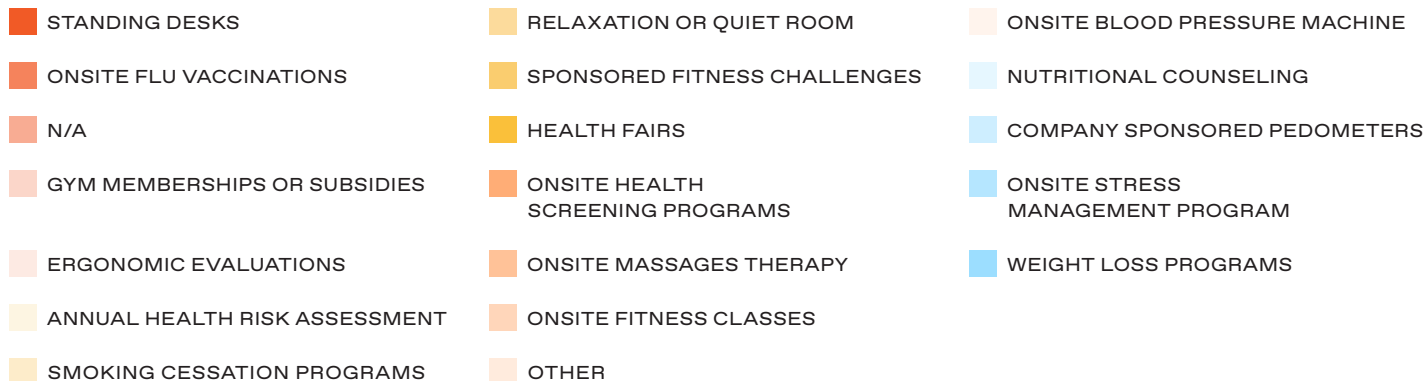 STANDING DESKS
ONSITE FLU VACCINATIONS
N/A
GYM MEMBERSHIPS OR SUBSIDIES
ERGONOMIC EVALUATIONS
ANNUAL HEALTH RISK ASSESSMENT
SMOKING CESSATION PROGRAMS
RELAXATION OR QUIET ROOM
SPONSORED FITNESS CHALLENGES
HEALTH FAIRS
ONSITE HEALTH
SCREENING PROGRAMS
ONSITE MASSAGES THERAPY
ONSITE FITNESS CLASSES
OTHER
ONSITE BLOOD PRESSURE MACHINE
NUTRITIONAL COUNSELING
COMPANY SPONSORED PEDOMETERS
ONSITE STRESS
MANAGEMENT PROGRAM
WEIGHT LOSS PROGRAMS